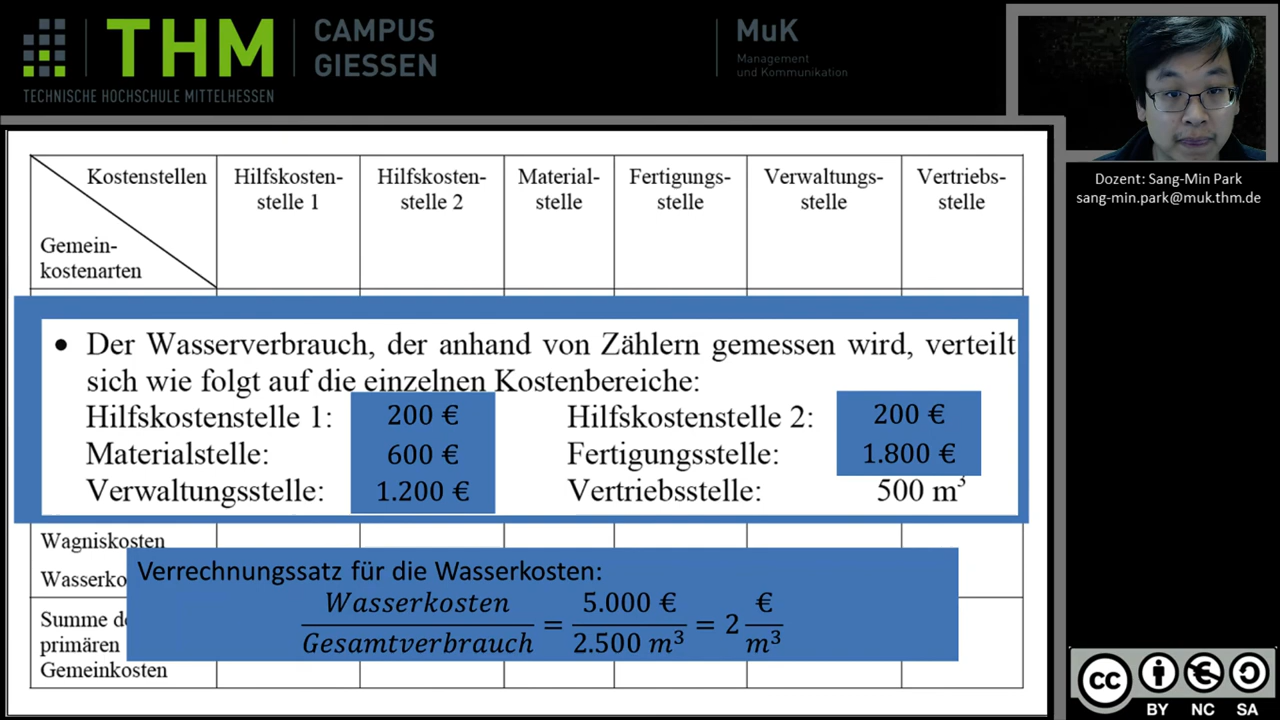 THM
CAMPUS
GIESSEN
TECHNISCHE HOCHSCHULE MITTELHESSEN
MuK
Management
und Kommunikation
Dozent: Sang-Min Park
sang-min.park@muk.thm.de
Kostenstellen
Gemein-
kostenarten
Hilfskosten-
stelle 1
Hilfskosten-
stelle 2
Material-
stelle
Fertigungs-
stelle
Verwaltungs-
stelle
Vertriebs-
stelle
• Der Wasserverbrauch, der anhand von Zählern gemessen wird, verteilt
sich wie folgt auf die einzelnen Kostenbereiche:
Hilfskostenstelle 1: 200 € Hilfskostenstelle 2: 200 €
Materialstelle: 600 € Fertigungsstelle: 1.800 €
Verwaltungsstelle: 1.200 € Vertriebsstelle: 500 m³
Wagniskosten
Wasserko
Summe de
primären
Gemeinkosten
Verrechnungssatz für die Wasserkosten:
Wasserkosten / Gesamtverbrauch = 5.000 € / 2.500 m³ = 2 € / m³
cc
BY NC SA